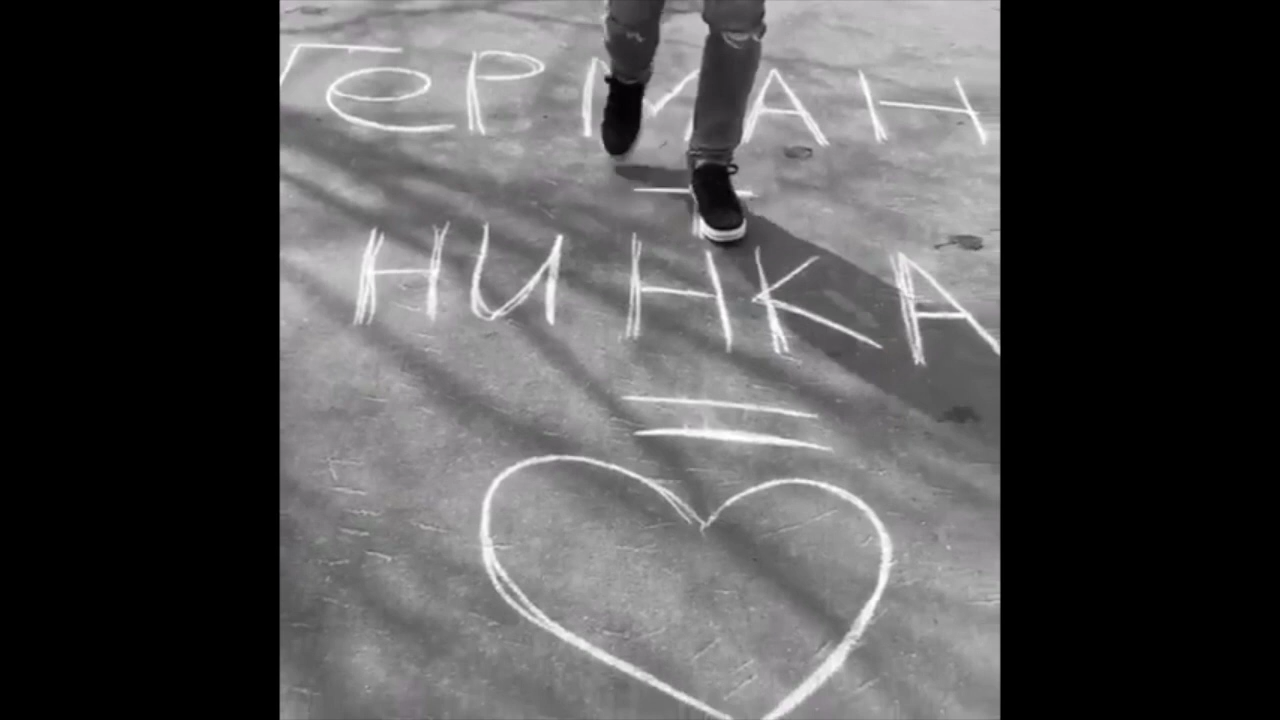 ГЕРМАН
+
НИНКА
=